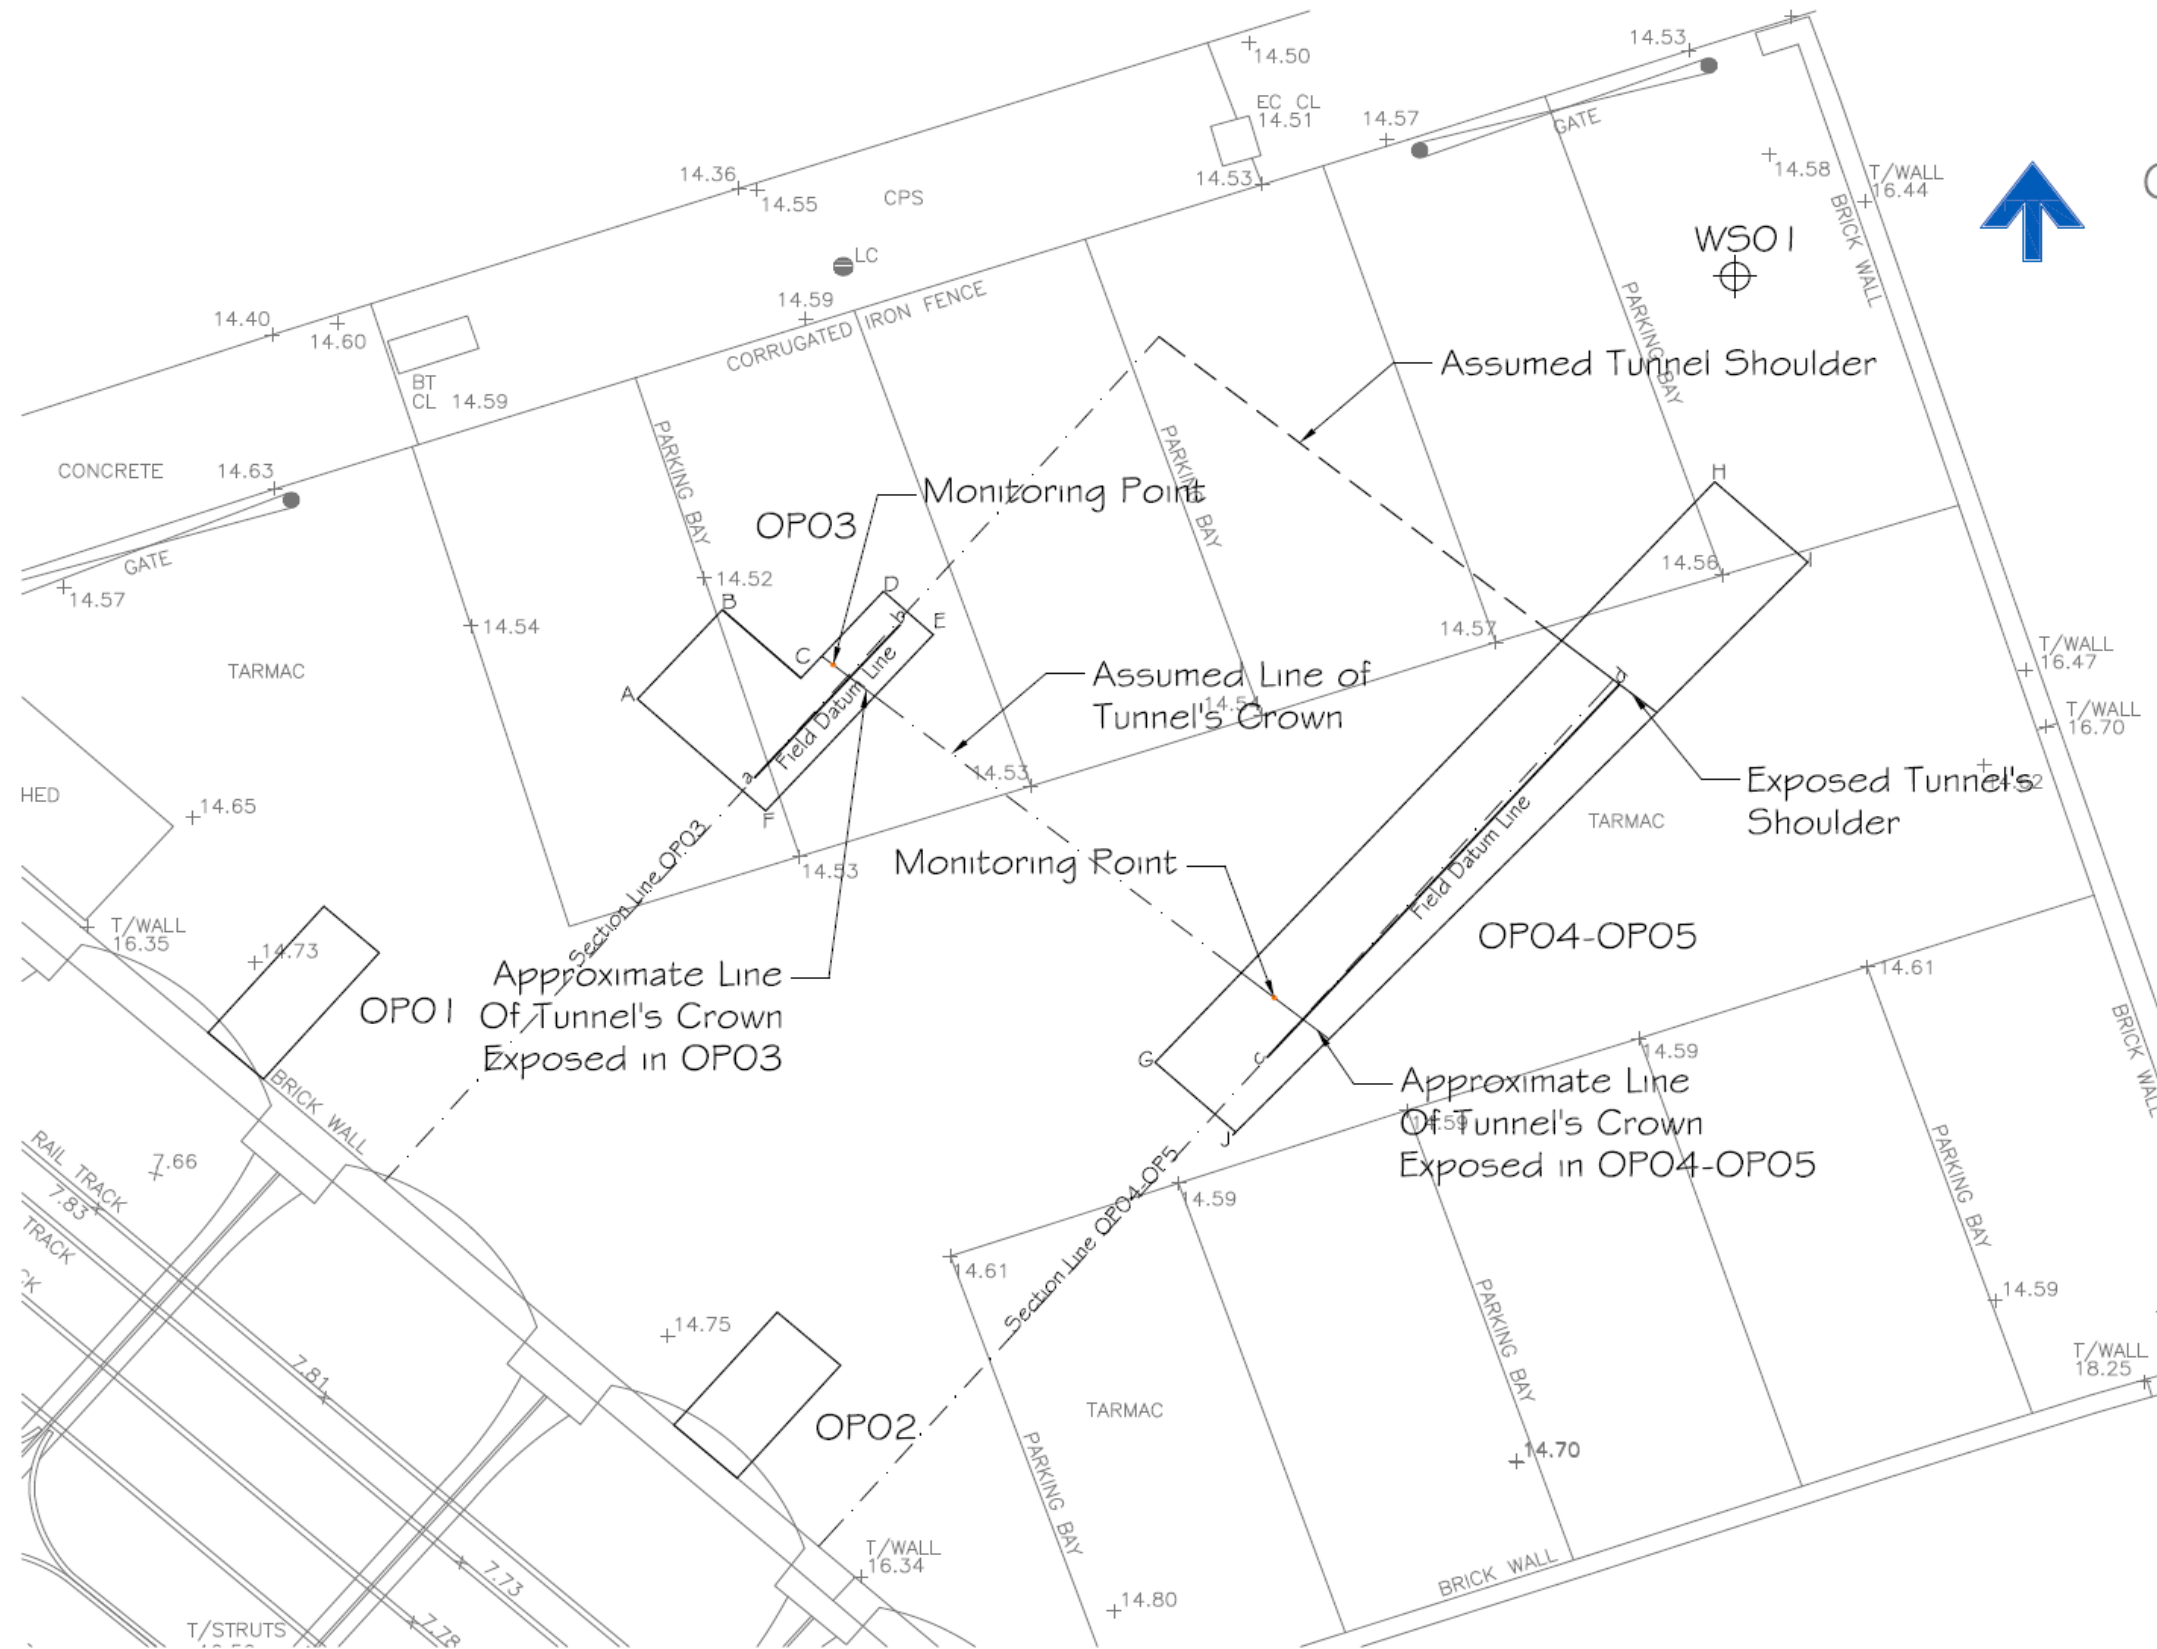 14.53
14.50
EC CL
14.51
14.57
GATE
14.36
14.55
CPS
14.53
14.58
T/WALL
16.44
BRICK WALL
WS01
LC
14.59
CORRUGATED IRON FENCE
PARKING BAY
14.40
14.60
BT
CL 14.59
Assumed Tunnel Shoulder
PARKING BAY
PARKING BAY
CONCRETE
14.63
Monitoring Point
H
OP03
GATE
14.57
14.52
14.56
I
D
B
b
E
14.54
14.57
C
T/WALL
16.47
TARMAC
A
Field Datum Line
Assumed Line of
Tunnel's Crown
14.54
d
T/WALL
16.70
a
14.53
Exposed Tunnel's
Shoulder
14.62
HED
14.65
F
TARMAC
Section Line OP03
14.53
Monitoring Point
Field Datum Line
T/WALL
16.35
14.73
OP04-OP05
14.61
Approximate Line
Of Tunnel's Crown
Exposed in OP03
OP01
G
c
14.59
BRICK WALL
BRICK WALL
Approximate Line
Of Tunnel's Crown
Exposed in OP04-OP05
14.59
J
RAIL TRACK
7.66
7.83
TRACK
CK
Section Line OP04-OP5
14.59
PARKING BAY
14.61
PARKING BAY
14.59
14.75
7.81
T/WALL
18.25
TARMAC
OP02
PARKING BAY
14.70
T/WALL
16.34
7.73
BRICK WALL
14.80
T/STRUTS
7.78